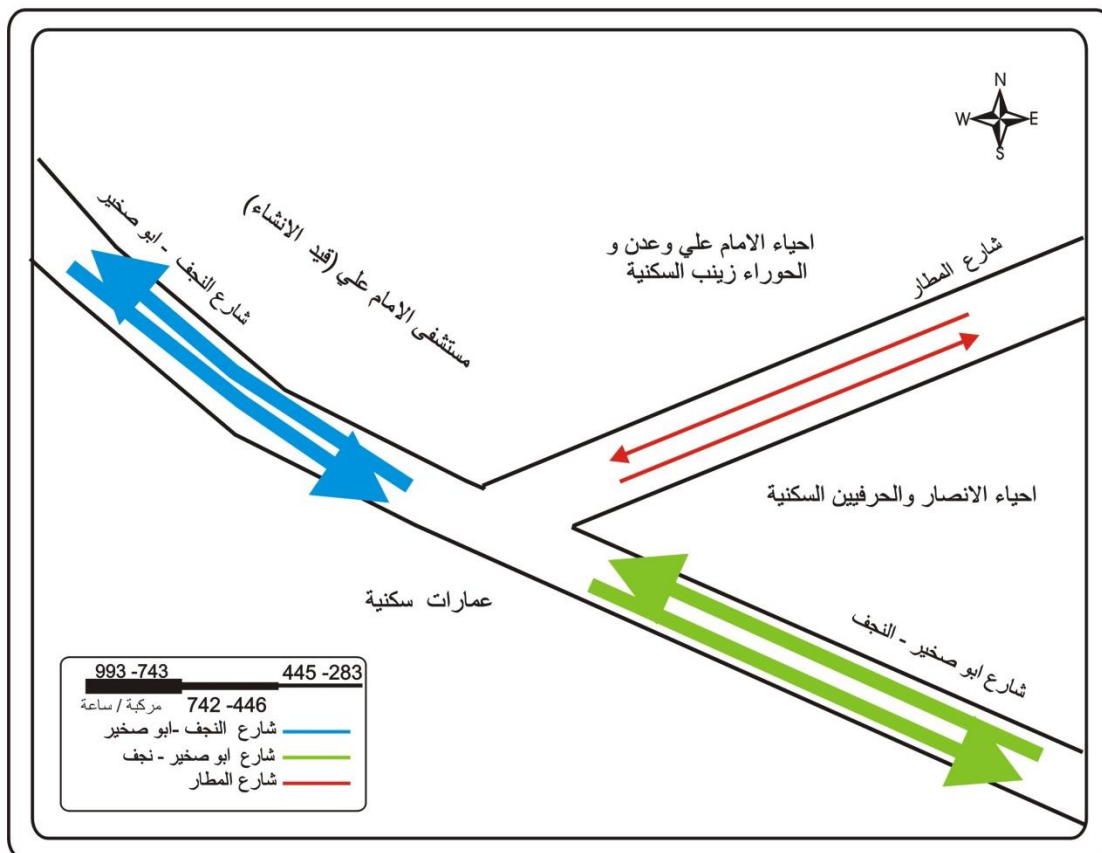 N
W
E
S
شارع النجف - ابو صخير
مستشفى الامام علي (قيد الانشاء)
احياء الامام علي وعدن و
الحوراء زينب السكنية
شارع المطار
احياء الانصار والحرفيين السكنية
عمارات سكنية
شارع ابو صخير - النجف
993 -743
445 -283
742 -446
مركبة / ساعة
شارع النجف -ابو صخير
شارع ابو صخير - نجف
شارع المطار